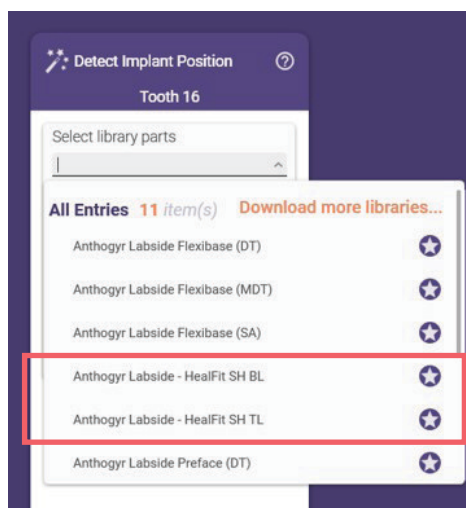 Detect Implant Position
Tooth 16
Select library parts
All Entries 11 item(s) Download more libraries...
Anthogyr Labside Flexibase (DT)
Anthogyr Labside Flexibase (MDT)
Anthogyr Labside Flexibase (SA)
Anthogyr Labside - HealFit SH BL
Anthogyr Labside - HealFit SH TL
Anthogyr Labside Preface (DT)